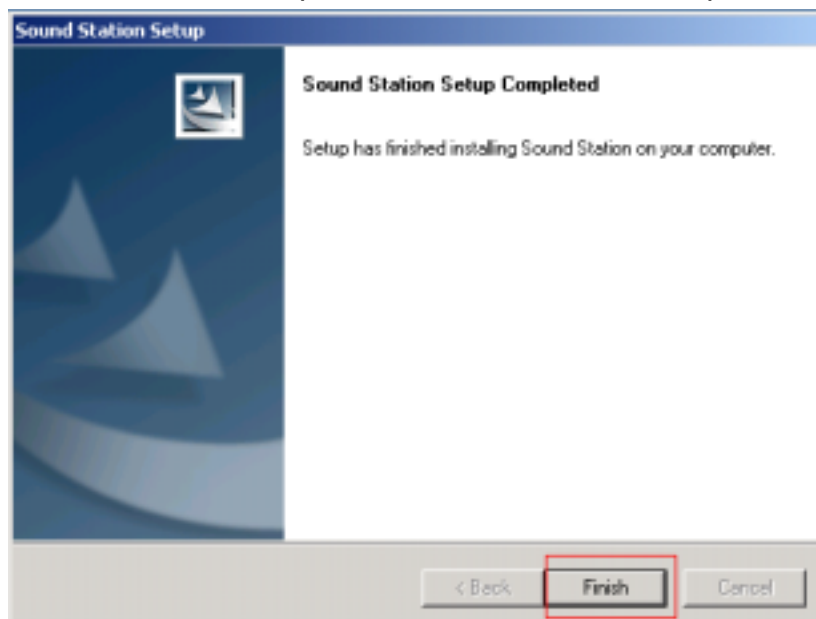 Sound Station Setup
Sound Station Setup Completed
Setup has finished installing Sound Station on your computer.
< Back
Finish
Cancel